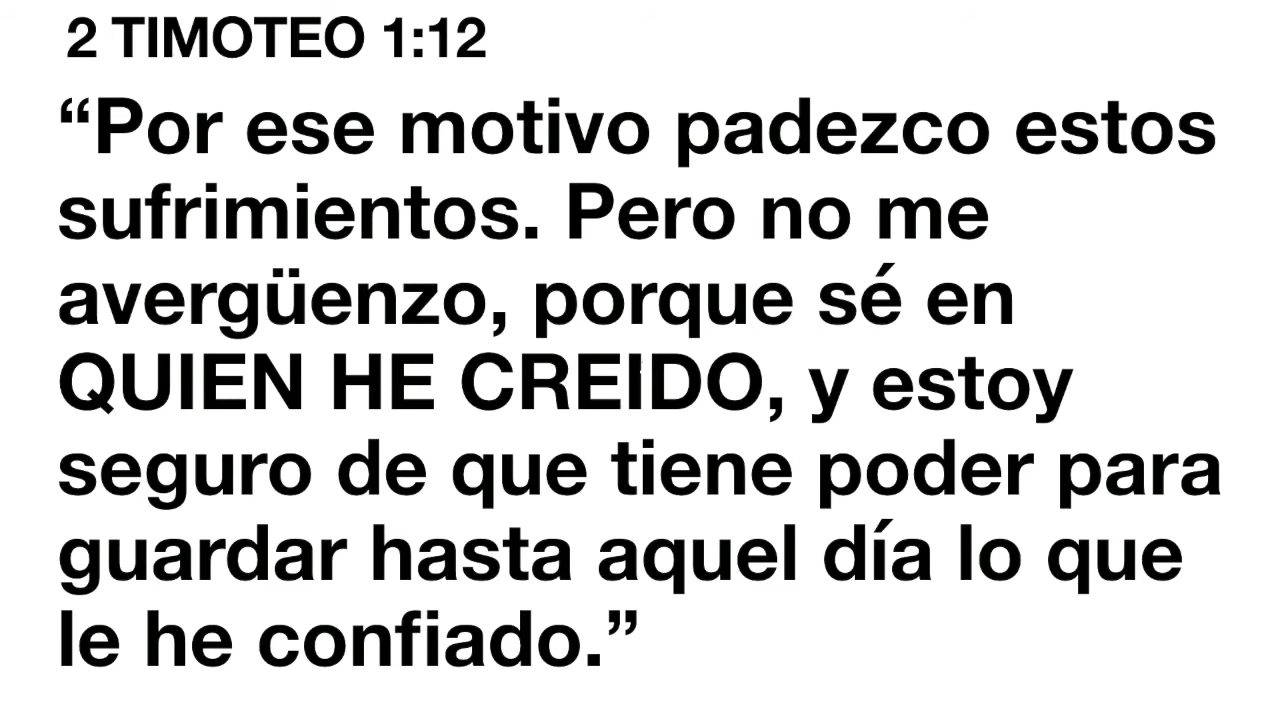 2 TIMOTEO 1:12
“Por ese motivo padezco estos
sufrimientos. Pero no me
avergüenzo, porque sé en
QUIEN HE CREIDO, y estoy
seguro de que tiene poder para
guardar hasta aquel día lo que
le he confiado.”